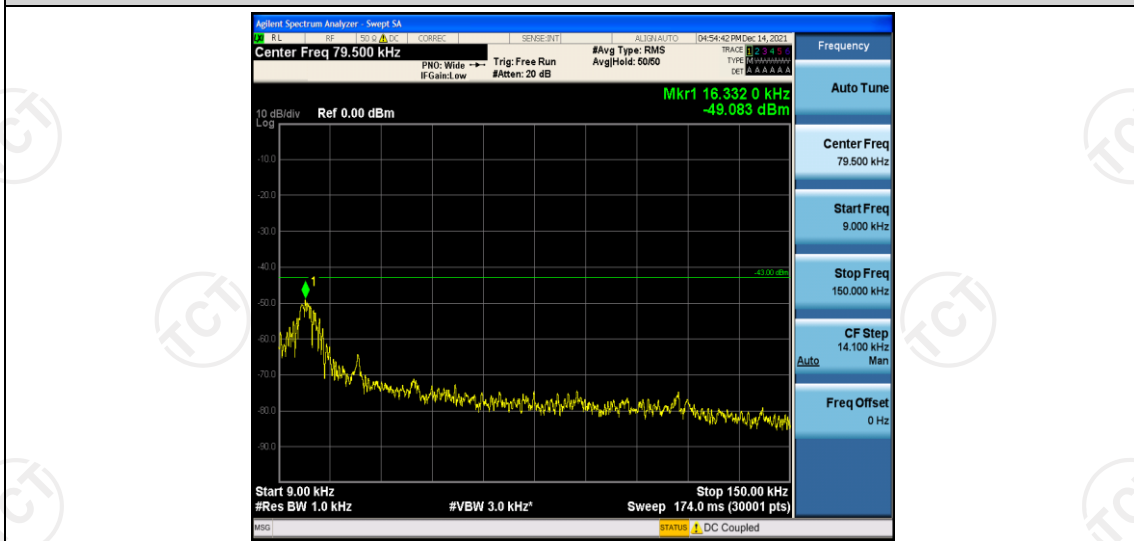 Agilent Spectrum Analyzer - Swept SA
RL RF 50 Ω DC CORREC SENSE:INT ALIGN AUTO 04:54:42 PM Dec 14, 2021
Center Freq 79.500 kHz #Avg Type: RMS TRACE 1 2 3 4 5 6 Frequency
PNO: Wide Trig: Free Run Avg|Hold: 50/50 TYPE M
IFGain:Low #Atten: 20 dB DET A A A A A A
Auto Tune
Mkr1 16.332 0 kHz
10 dB/div Ref 0.00 dBm -49.083 dBm
Log
Center Freq
79.500 kHz
-10.0
-20.0
Start Freq
9.000 kHz
-30.0
-40.0
-43.00 dBm
Stop Freq
150.000 kHz
1
-50.0
-60.0
CF Step
14.100 kHz
Auto Man
-70.0
-80.0
Freq Offset
0 Hz
-90.0
Start 9.00 kHz Stop 150.00 kHz
#Res BW 1.0 kHz #VBW 3.0 kHz* Sweep 174.0 ms (30001 pts)
MSG STATUS DC Coupled
TCT
TCT
TCT
TCT